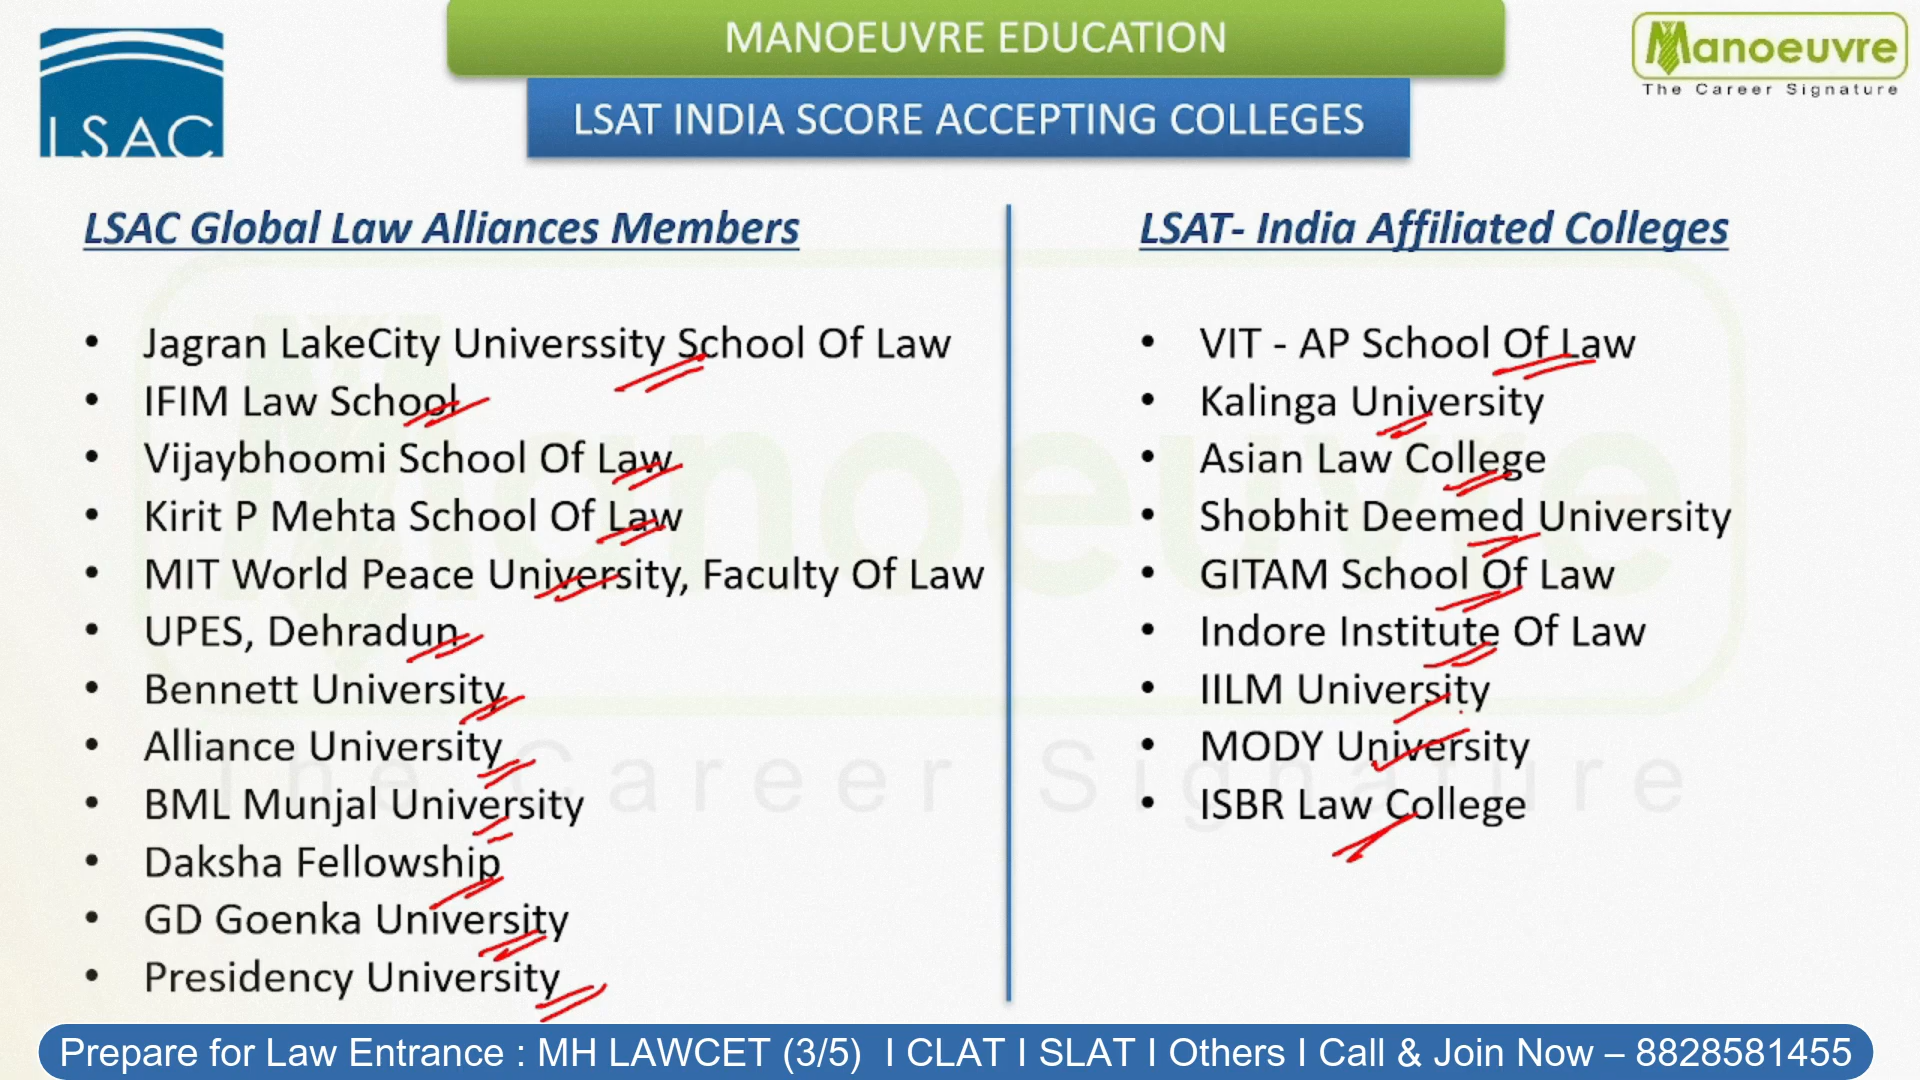 LSAC
MANOEUVRE EDUCATION
Manoeuvre
The Career Signature
LSAT INDIA SCORE ACCEPTING COLLEGES
LSAC Global Law Alliances Members
• Jagran LakeCity Universsity School Of Law
• IFIM Law School
• Vijaybhoomi School Of Law
• Kirit P Mehta School Of Law
• MIT World Peace University, Faculty Of Law
• UPES, Dehradun
• Bennett University
• Alliance University
• BML Munjal University
• Daksha Fellowship
• GD Goenka University
• Presidency University
LSAT- India Affiliated Colleges
• VIT - AP School Of Law
• Kalinga University
• Asian Law College
• Shobhit Deemed University
• GITAM School Of Law
• Indore Institute Of Law
• IILM University
• MODY University
• ISBR Law College
Manoeuvre
The Career Signature
Prepare for Law Entrance : MH LAWCET (3/5) I CLAT I SLAT I Others I Call & Join Now – 8828581455